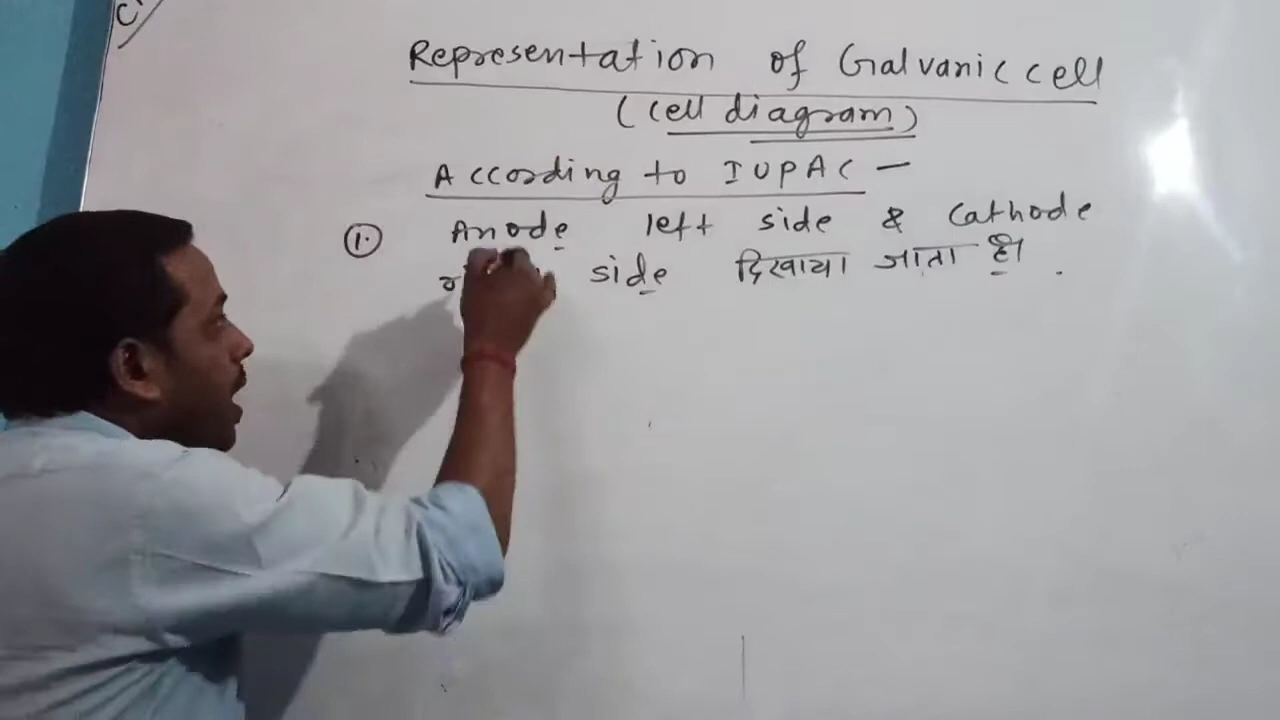 Representation of Galvanic cell
(cell diagram)
According to IUPAC –
①. Anode left side & Cathode
side दिखाया जाता है।